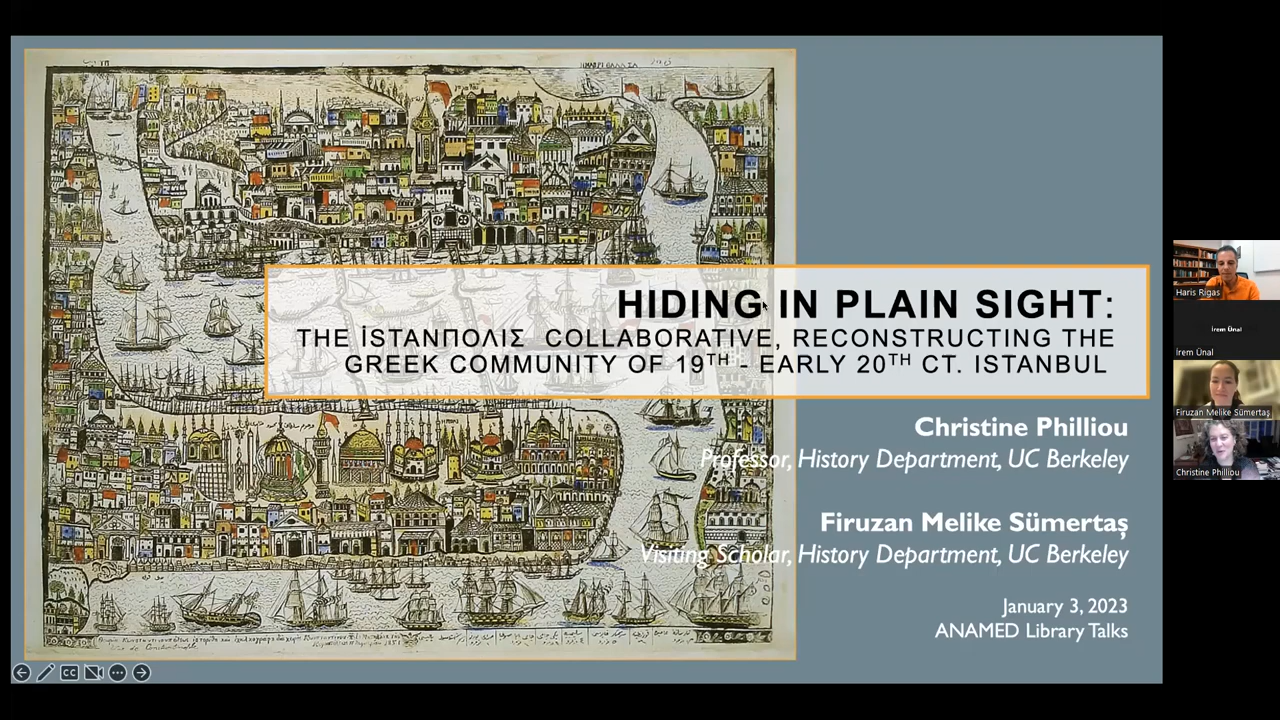 HIDING IN PLAIN SIGHT:
THE İSTANΠΟΛΙΣ COLLABORATIVE, RECONSTRUCTING THE
GREEK COMMUNITY OF 19TH - EARLY 20TH CT. ISTANBUL
Christine Philliou
Professor, History Department, UC Berkeley
Firuzan Melike Sümertaş
Visiting Scholar, History Department, UC Berkeley
January 3, 2023
ANAMED Library Talks
CC
Haris Rigas
İrem Ünal
İrem Ünal
Firuzan Melike Sümertaş
Christine Philliou